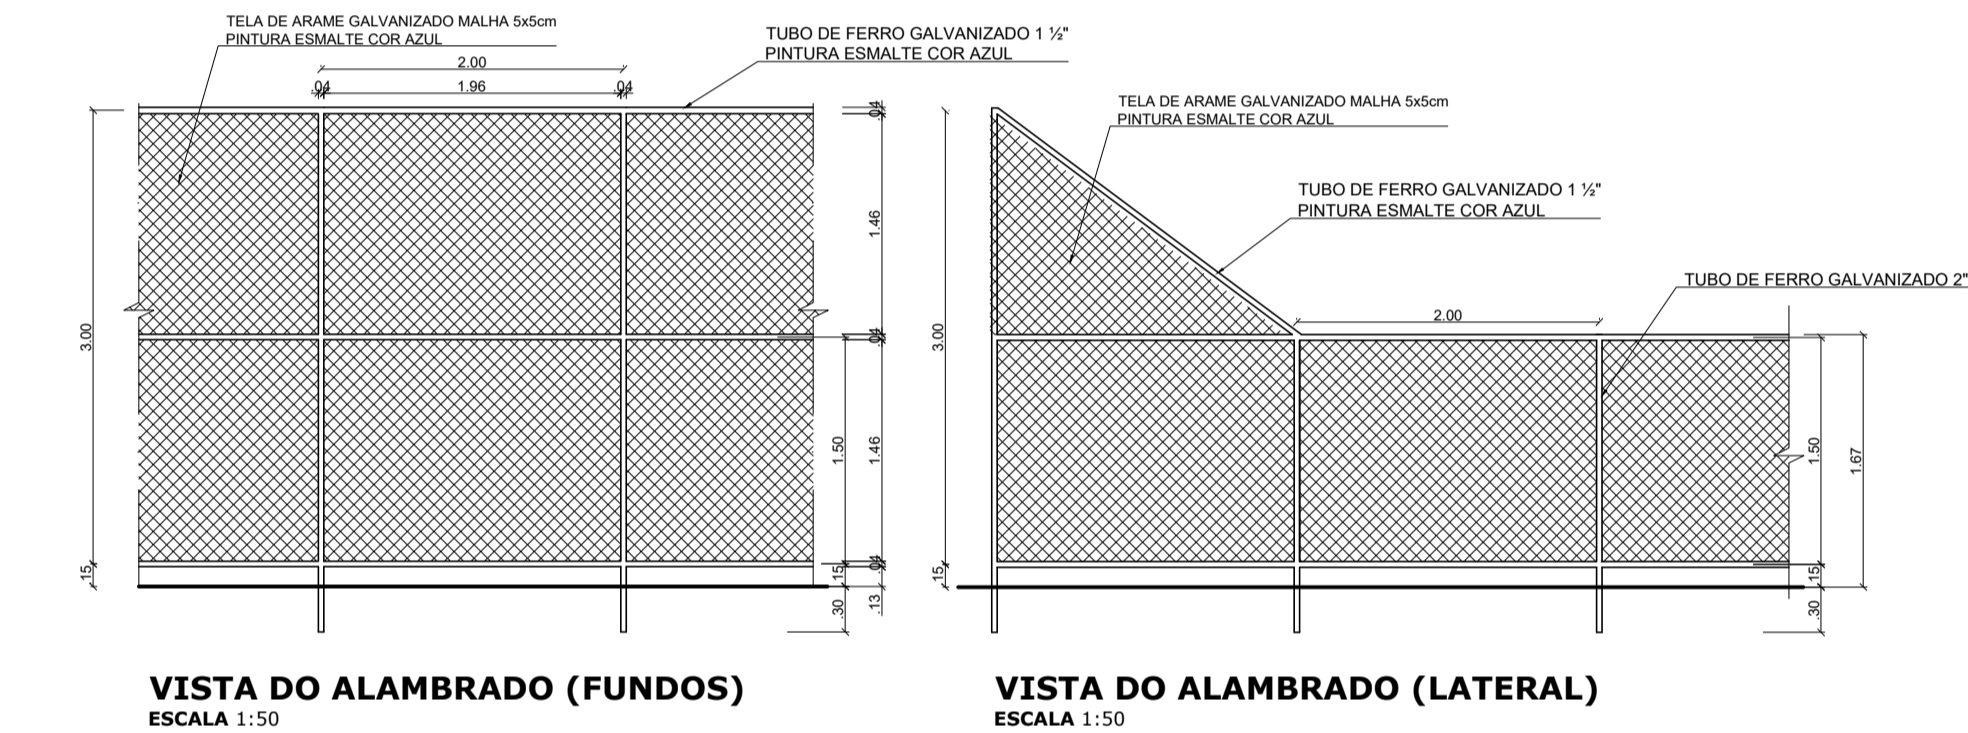 TELA DE ARAME GALVANIZADO MALHA 5x5cm
PINTURA ESMALTE COR AZUL
TUBO DE FERRO GALVANIZADO 1 ½"
PINTURA ESMALTE COR AZUL
2.00
.04
1.96
.04
3.00
.15
.04
1.46
.04
1.46
.04
.13
1.50
.15
.30
VISTA DO ALAMBRADO (FUNDOS)
ESCALA 1:50
TELA DE ARAME GALVANIZADO MALHA 5x5cm
PINTURA ESMALTE COR AZUL
TUBO DE FERRO GALVANIZADO 1 ½"
PINTURA ESMALTE COR AZUL
TUBO DE FERRO GALVANIZADO 2"
2.00
3.00
.15
1.50
.15
.30
1.67
VISTA DO ALAMBRADO (LATERAL)
ESCALA 1:50